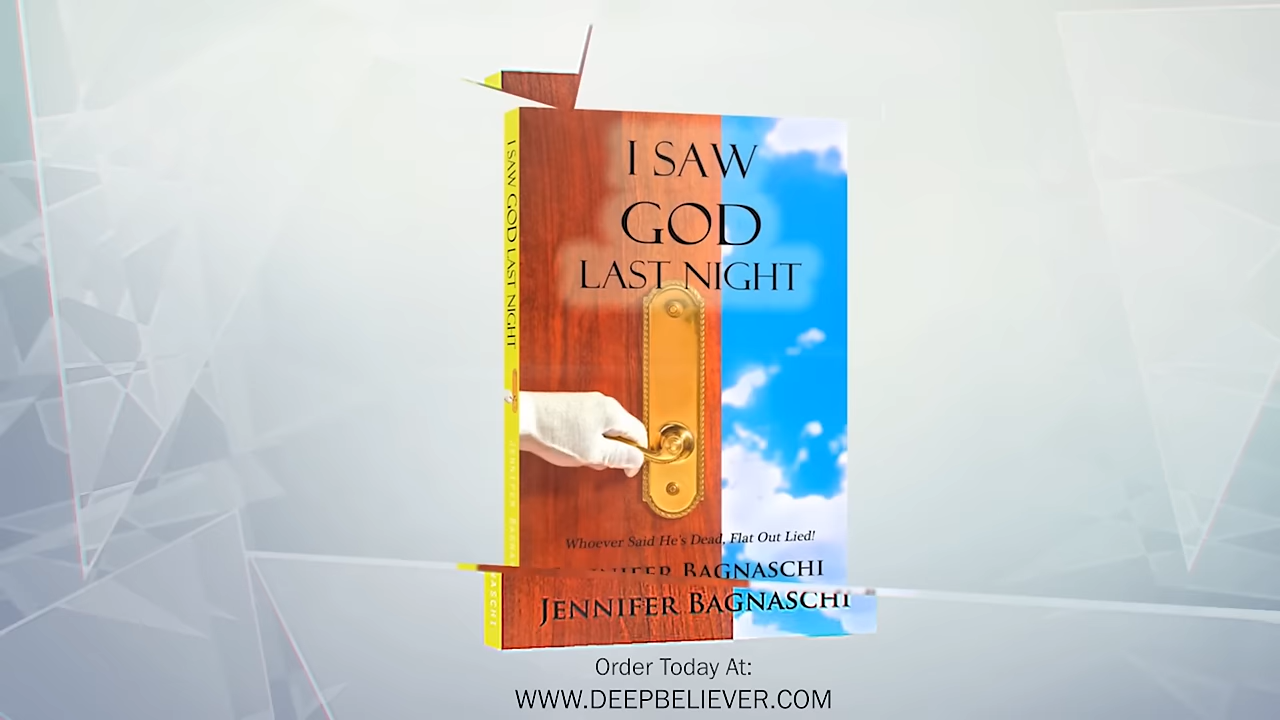 I SAW
GOD
LAST NIGHT
I SAW GOD LAST NIGHT
Whoever Said He's Dead, Flat Out Lied!
BAGNASCHI
JENNIFER BAGNASCHI
Order Today At:
WWW.DEEPBELIEVER.COM